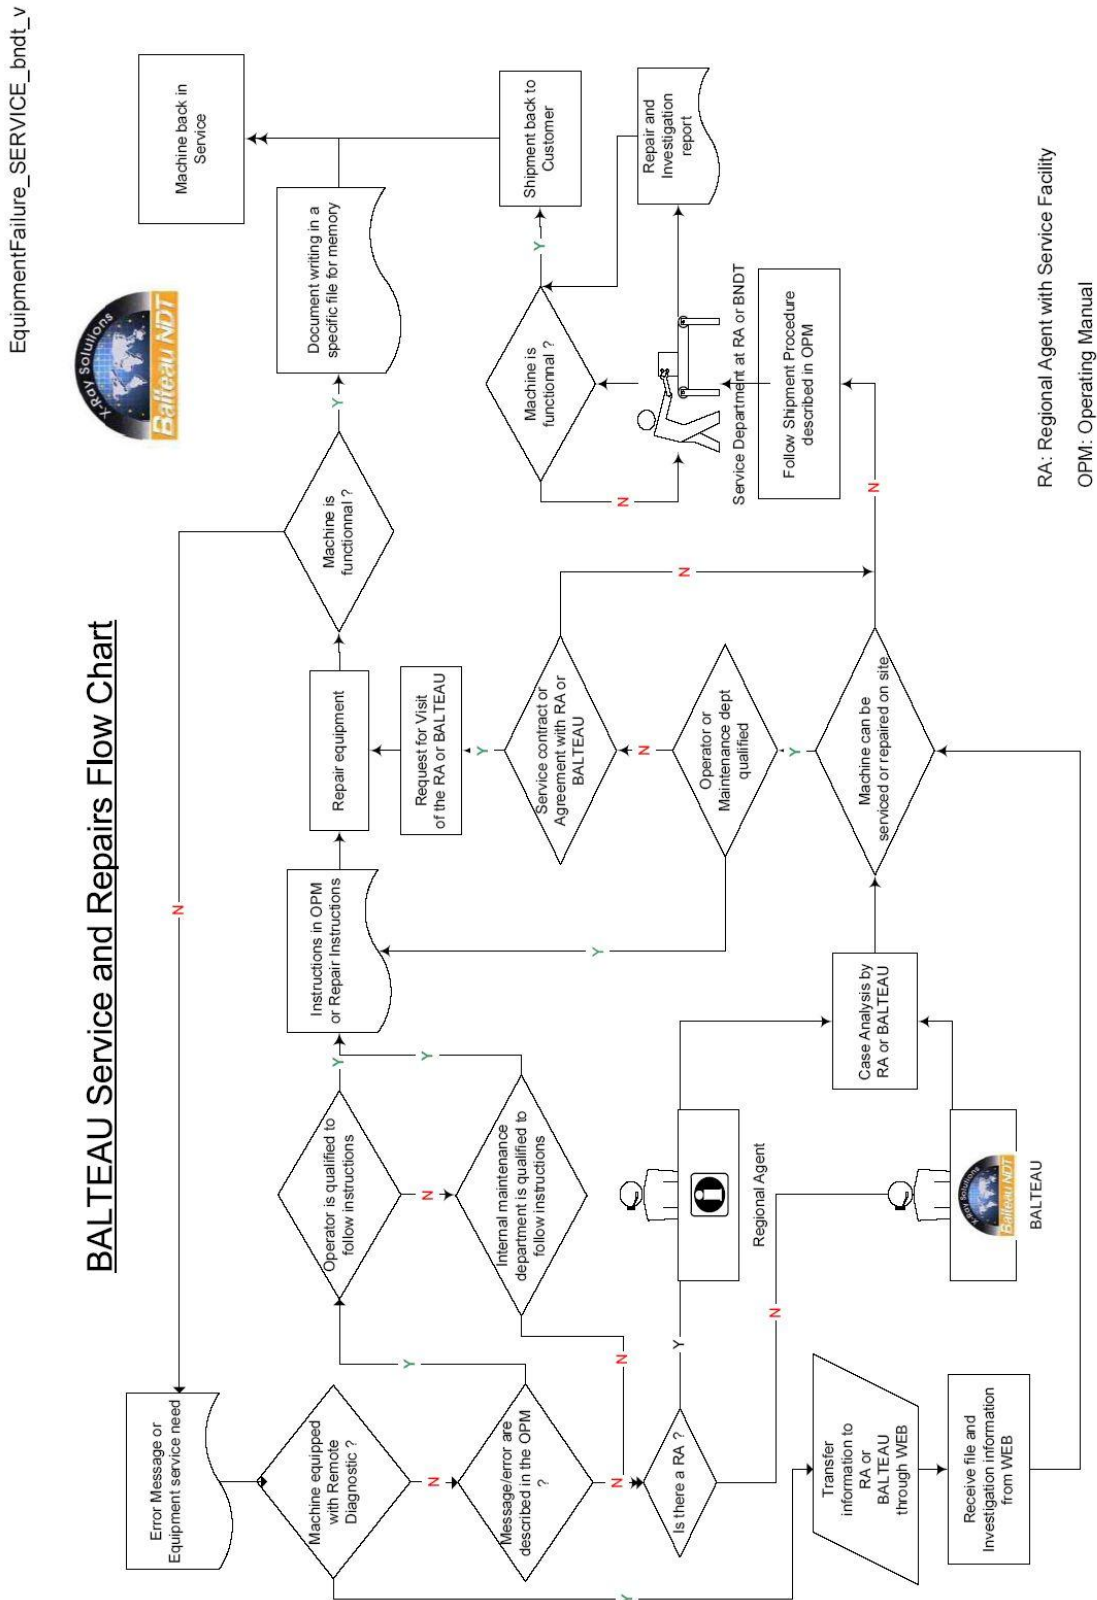 EquipmentFailure_SERVICE_bndt_v
BALTEAU Service and Repairs Flow Chart
X-Ray Solutions
Balteau NDT
Error Message or
Equipment service need
Machine equipped
with Remote
Diagnostic ?
N
Y
Message/error are
described in the OPM
?
Y
N
Operator is qualified to
follow instructions
Y
N
Internal maintenance
department is qualified to
follow instructions
Y
N
Is there a RA ?
Y
N
Regional Agent
X-Ray Solutions
Balteau NDT
BALTEAU
Transfer
information to
RA or
BALTEAU
through WEB
Receive file and
Investigation information
from WEB
Case Analysis by
RA or BALTEAU
Machine can be
serviced or repaired on site
Y
N
Operator or
Maintenance dept
qualified
Y
N
Service contract or
Agreement with RA or
BALTEAU
Y
N
Request for Visit
of the RA or BALTEAU
Instructions in OPM
or Repair Instructions
Repair equipment
Machine is
functionnal ?
Y
N
Document writing in a
specific file for memory
Machine back in
Service
Follow Shipment Procedure
described in OPM
Service Department at RA or BNDT
Machine is
functionnal ?
Y
N
Repair and
Investigation
report
Shipment back to
Customer
RA: Regional Agent with Service Facility
OPM: Operating Manual